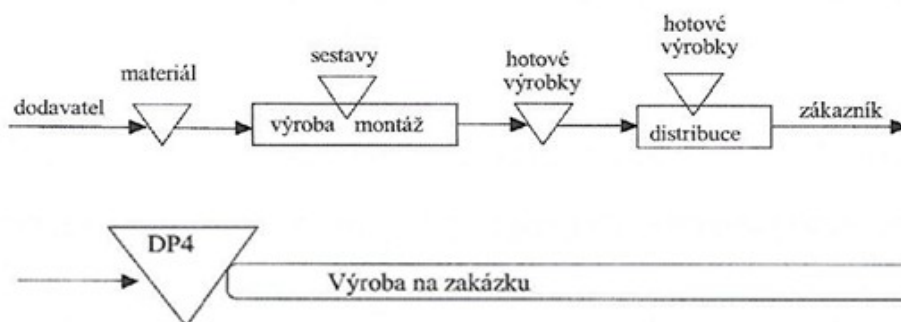 hotové
výrobky
sestavy
hotové
výrobky
materiál
dodavatel
zákazník
výroba montáž
distribuce
DP4
Výroba na zakázku